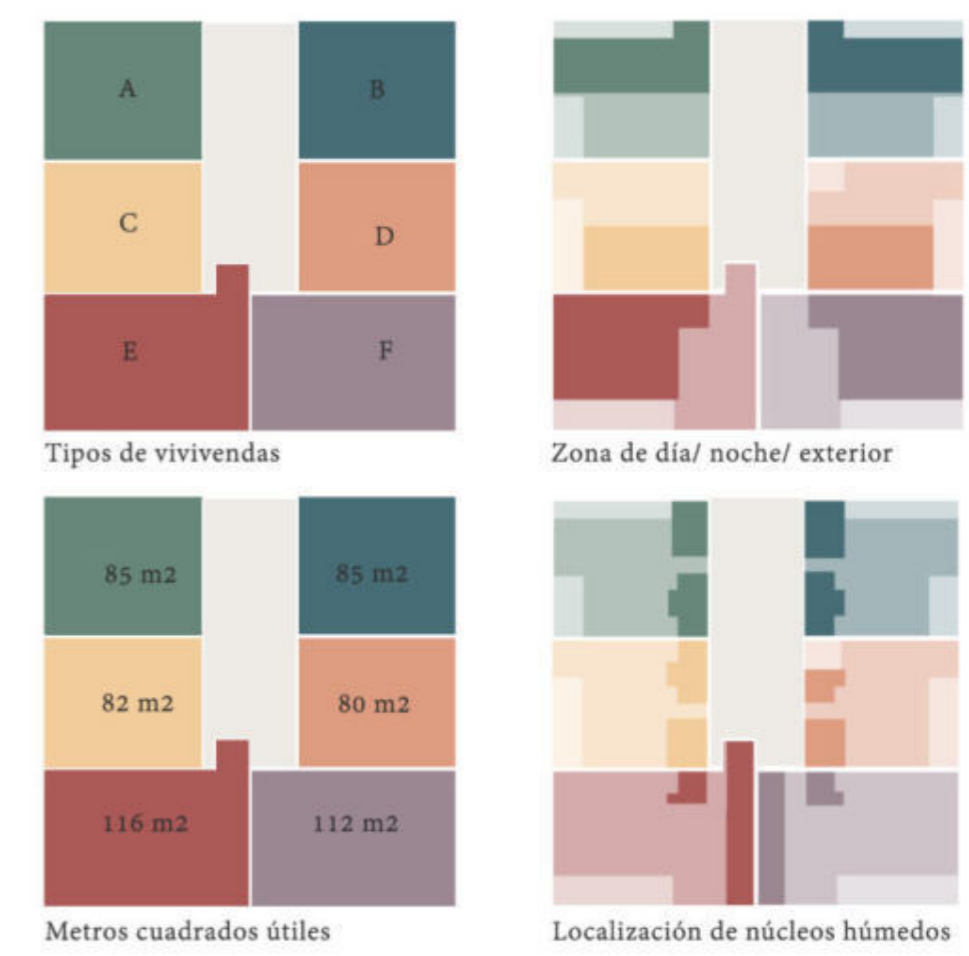 A
B
C
D
E
F
Tipos de vivivendas
Zona de día/ noche/ exterior
85 m2
85 m2
82 m2
80 m2
116 m2
112 m2
Metros cuadrados útiles
Localización de núcleos húmedos